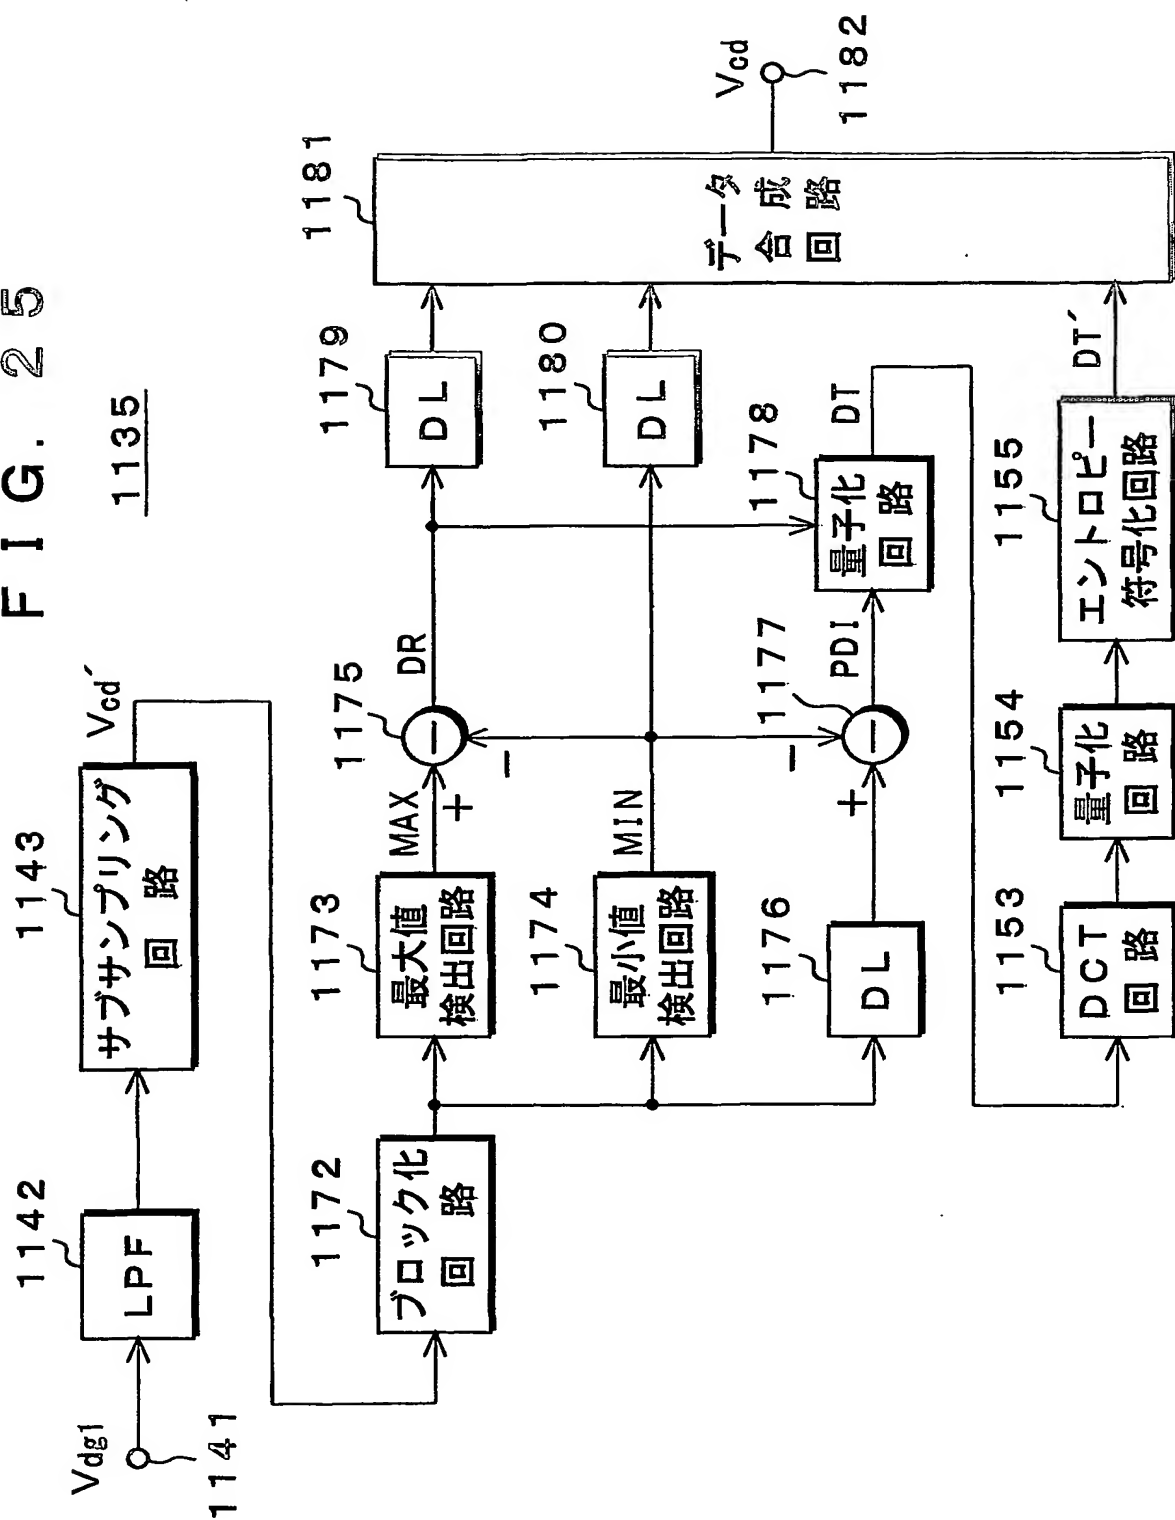 FIG. 25
1135
Vdg1
1141
1142
LPF
1143
サブサンプリング
回路
Vcd´
1172
ブロック化
回路
1173
最大値
検出回路
MAX
+
-
1175
-
DR
1179
DL
1174
最小値
検出回路
MIN
1180
DL
1176
DL
+
-
1177
-
PDI
1178
量子化
回路
DT
1153
DCT
回路
1154
量子化
回路
1155
エントロピー
符号化回路
DT´
1181
データ
合成
回路
Vcd
1182